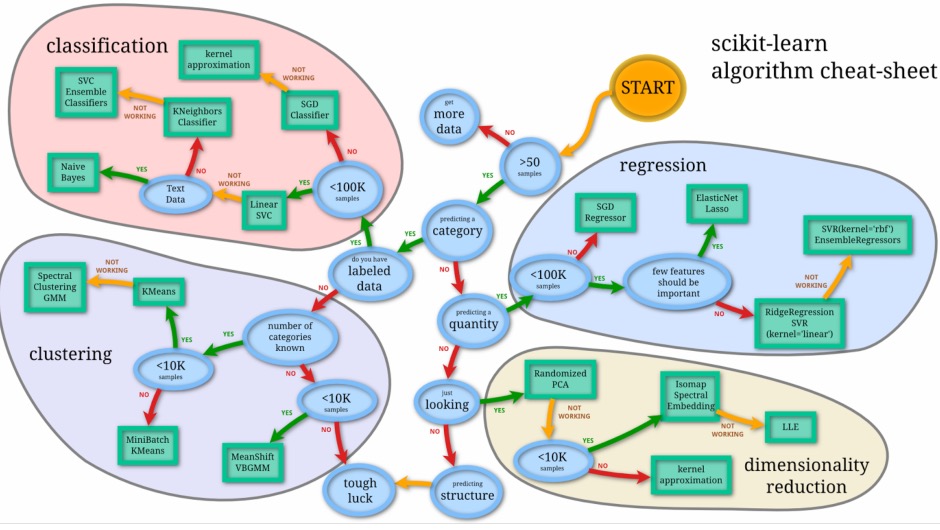 scikit-learn
algorithm cheat-sheet
START
classification
kernel
approximation
NOT
WORKING
SVC
Ensemble
Classifiers
NOT
WORKING
KNeighbors
Classifier
SGD
Classifier
NO
NO
Naive
Bayes
YES
Text
Data
NOT
WORKING
Linear
SVC
YES
<100K
samples
YES
get
more
data
NO
>50
samples
YES
predicting a
category
YES
NO
do you have
labeled
data
NO
predicting a
quantity
YES
NO
just
looking
YES
NO
predicting
structure
tough
luck
regression
SGD
Regressor
NO
<100K
samples
YES
ElasticNet
Lasso
YES
few features
should be
important
NO
SVR(kernel='rbf')
EnsembleRegressors
NOT
WORKING
RidgeRegression
SVR
(kernel='linear')
clustering
Spectral
Clustering
GMM
NOT
WORKING
KMeans
YES
<10K
samples
NO
MiniBatch
KMeans
YES
number of
categories
known
NO
<10K
samples
YES
NO
MeanShift
VBGMM
dimensionality
reduction
Randomized
PCA
NOT
WORKING
<10K
samples
YES
NO
Isomap
Spectral
Embedding
NOT
WORKING
LLE
kernel
approximation